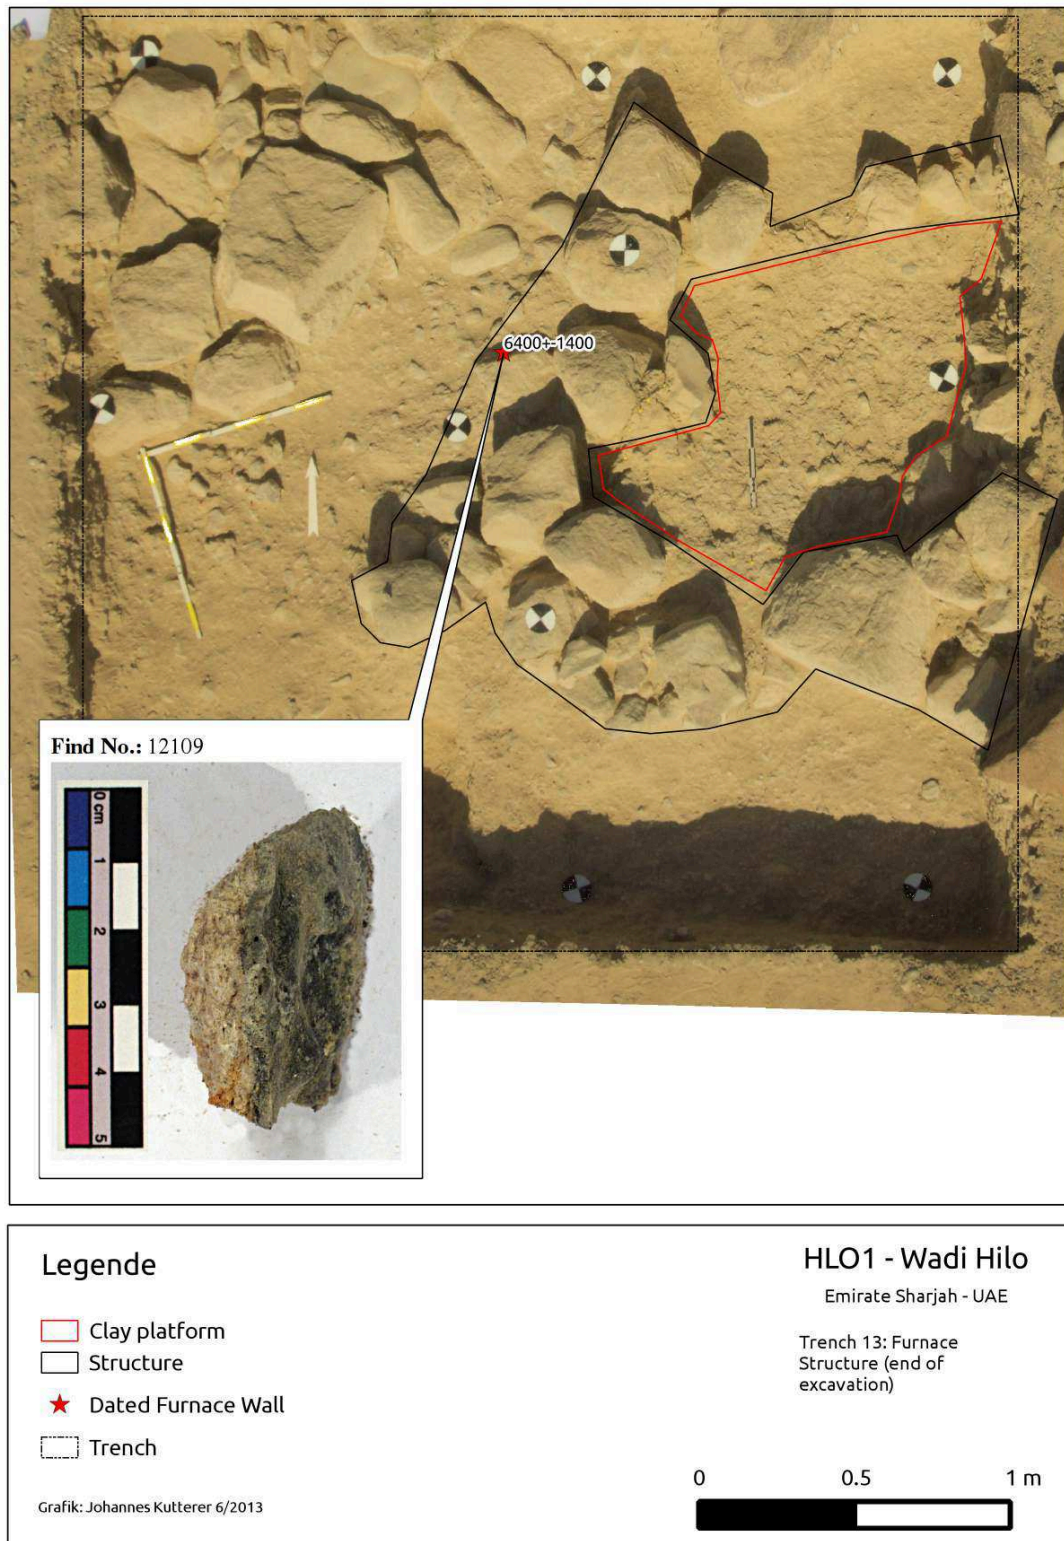 6400+-1400
Find No.: 12109
0 cm
1
2
3
4
5
Legende
Clay platform
Structure
Dated Furnace Wall
Trench
Grafik: Johannes Kutterer 6/2013
HLO1 - Wadi Hilo
Emirate Sharjah - UAE
Trench 13: Furnace
Structure (end of
excavation)
0 0.5 1 m